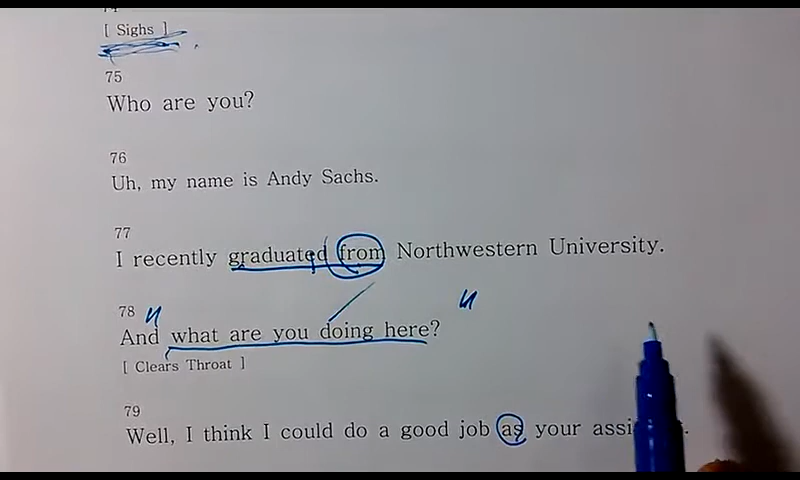 [ Sighs ]
75
Who are you?
76
Uh, my name is Andy Sachs.
77
I recently graduated from Northwestern University.
78
And what are you doing here?
[ Clears Throat ]
79
Well, I think I could do a good job as your